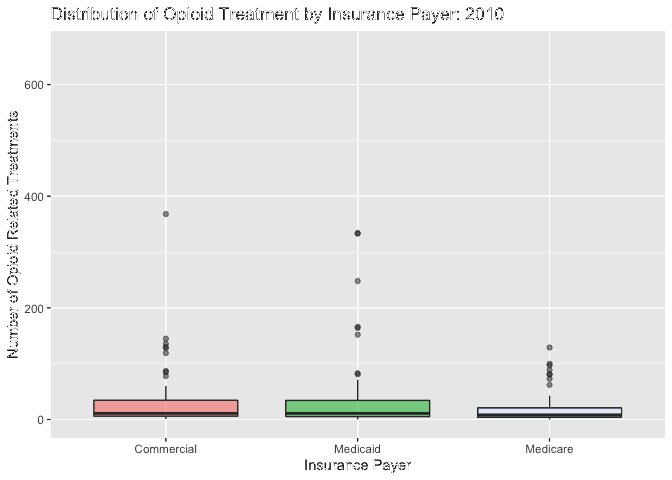 Distribution of Opioid Treatment by Insurance Payer: 2010
Number of Opioid Related Treatments
600
400
200
0
Commercial Medicaid Medicare
Insurance Payer